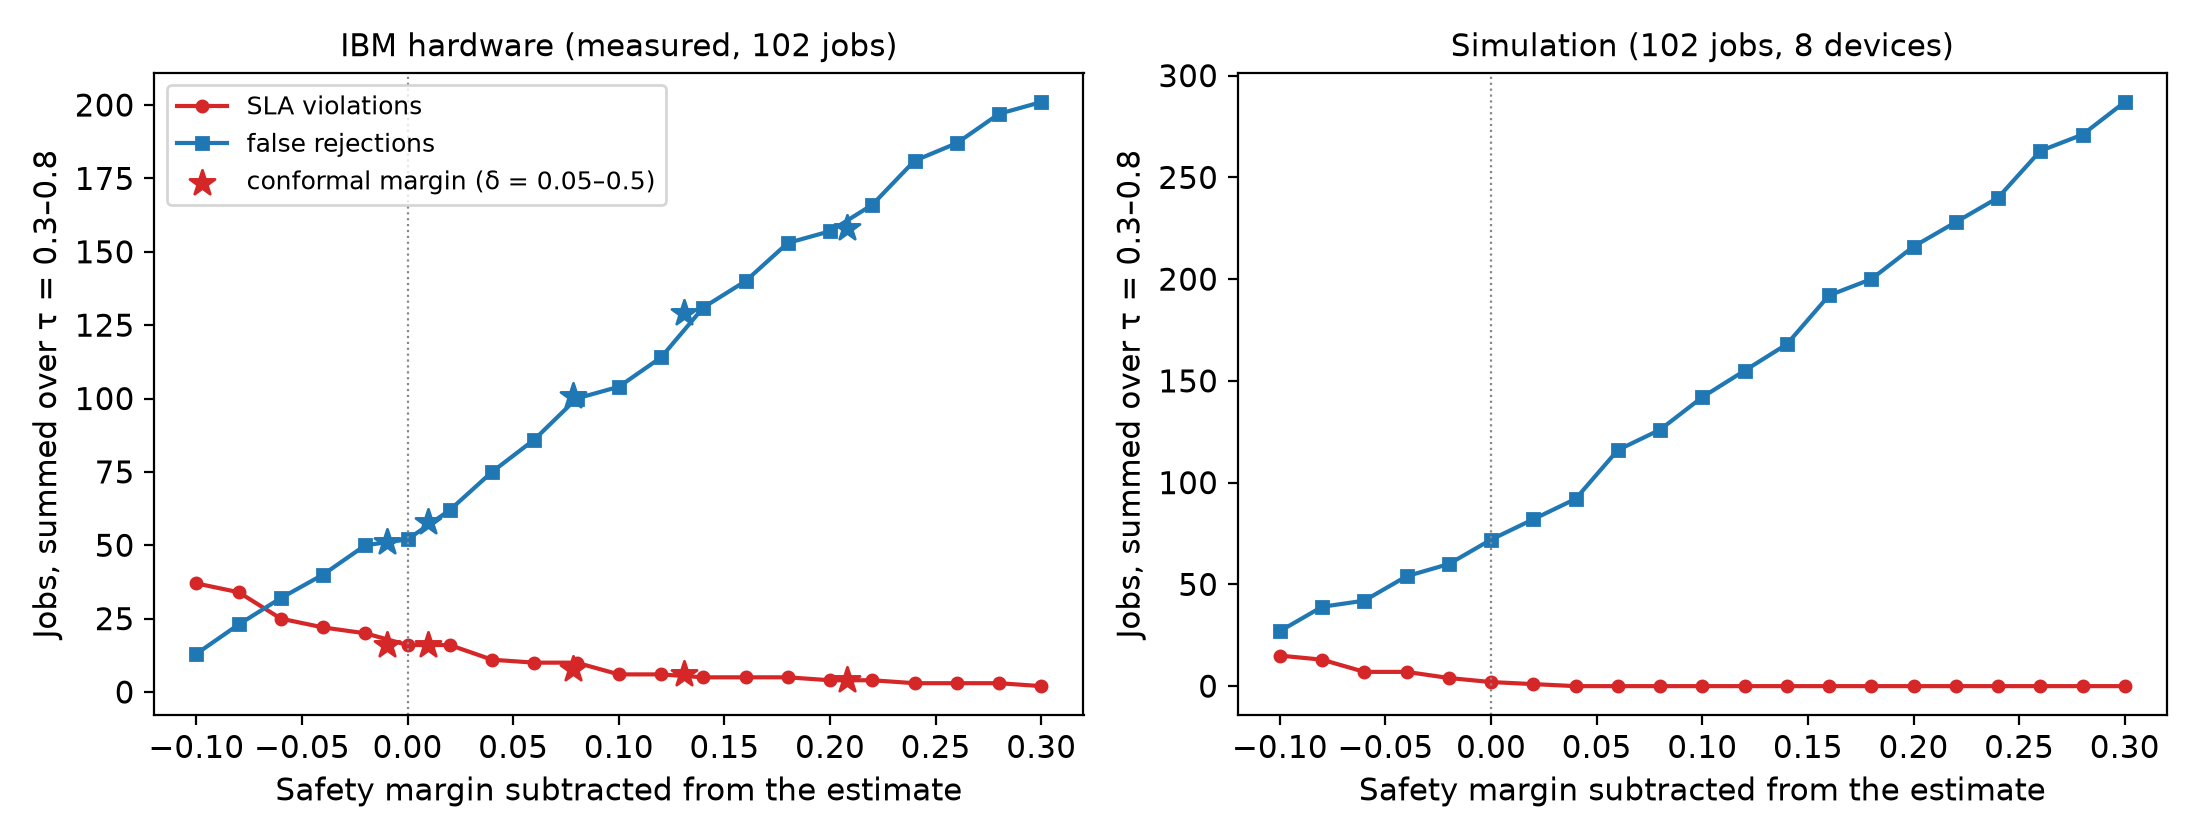 IBM hardware (measured, 102 jobs)
SLA violations
false rejections
conformal margin (δ = 0.05–0.5)
Jobs, summed over τ = 0.3–0.8
200
175
150
125
100
75
50
25
0
−0.10 −0.05 0.00 0.05 0.10 0.15 0.20 0.25 0.30
Safety margin subtracted from the estimate
Simulation (102 jobs, 8 devices)
Jobs, summed over τ = 0.3–0.8
300
250
200
150
100
50
0
−0.10 −0.05 0.00 0.05 0.10 0.15 0.20 0.25 0.30
Safety margin subtracted from the estimate